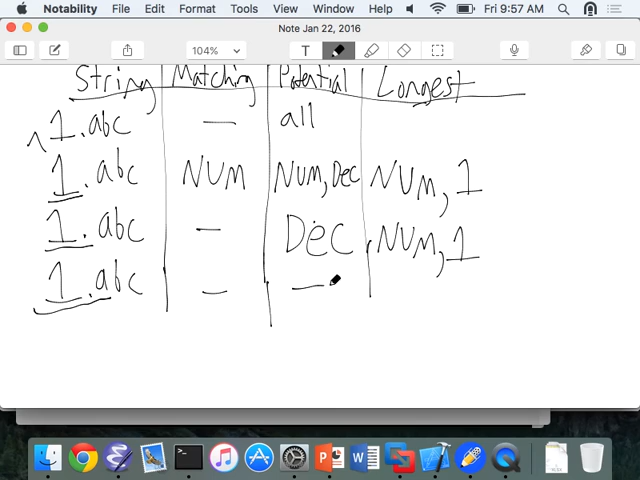 Notability Edit Format Tools View Window Help Fri 9:57 AM
Note Jan 22, 2016
104% T
String Matching Potential Longest
1.abc — all
1.abc NUM Num, Dec NUM, 1
1.abc – Dec NUM, 1
1.abc – —